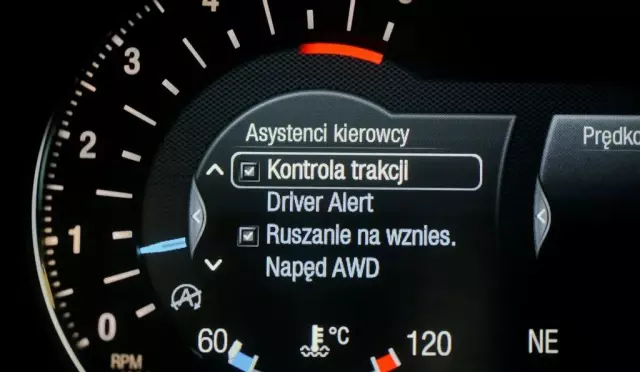 4
5
3
2
1
0
RPM
Asystenci kierowcy
Kontrola trakcji
Driver Alert
Ruszanie na wznies.
Napęd AWD
Prędko
A
60
°C
120
NE